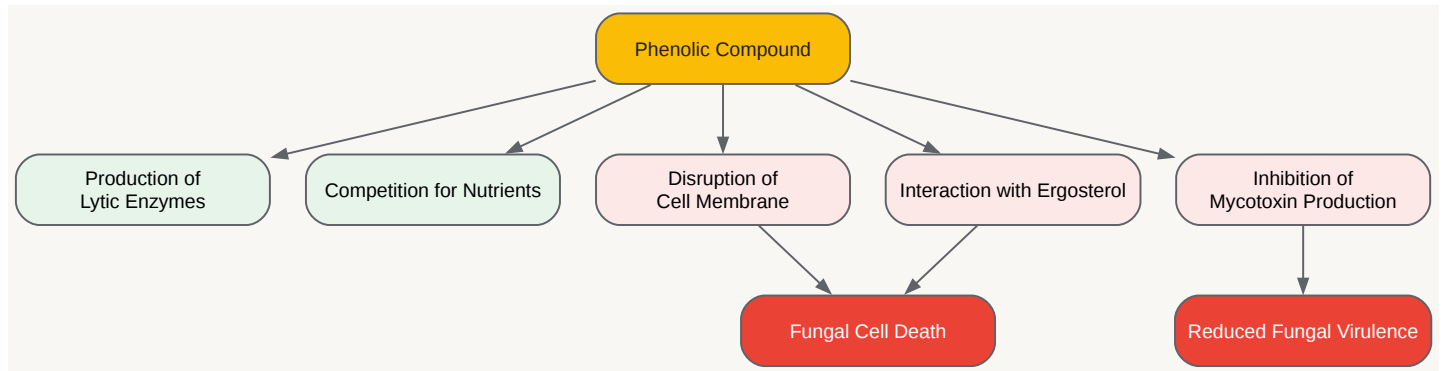 Phenolic Compound
Production of
Lytic Enzymes
Competition for Nutrients
Disruption of
Cell Membrane
Interaction with Ergosterol
Inhibition of
Mycotoxin Production
Fungal Cell Death
Reduced Fungal Virulence